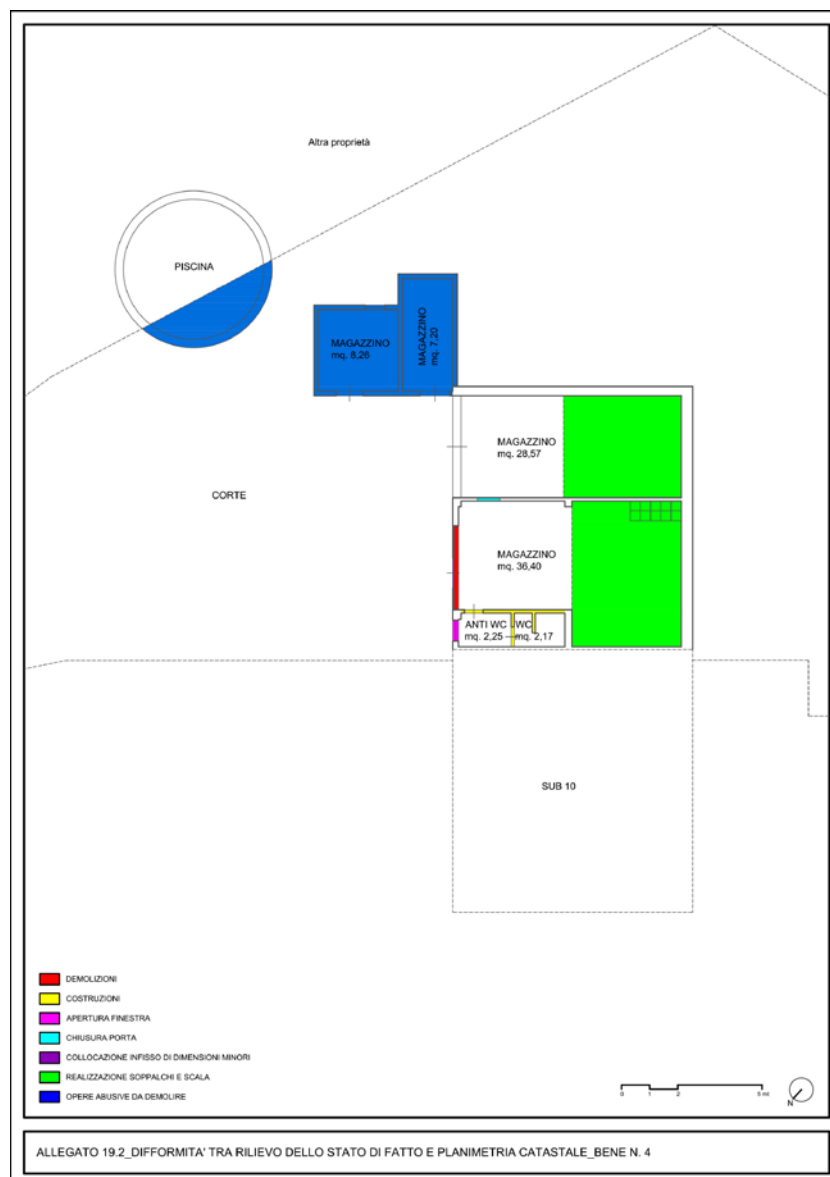 Altra proprietà
PISCINA
MAGAZZINO
mq. 8,26
MAGAZZINO
mq. 7,20
MAGAZZINO
mq. 28,57
CORTE
MAGAZZINO
mq. 36,40
ANTI WC
mq. 2,25
WC
mq. 2,17
SUB 10
DEMOLIZIONI
COSTRUZIONI
APERTURA FINESTRA
CHIUSURA PORTA
COLLOCAZIONE INFISSO DI DIMENSIONI MINORI
REALIZZAZIONE SOPPALCHI E SCALA
OPERE ABUSIVE DA DEMOLIRE
0 1 2 5 mt
N
ALLEGATO 19.2_DIFFORMITA' TRA RILIEVO DELLO STATO DI FATTO E PLANIMETRIA CATASTALE_BENE N. 4